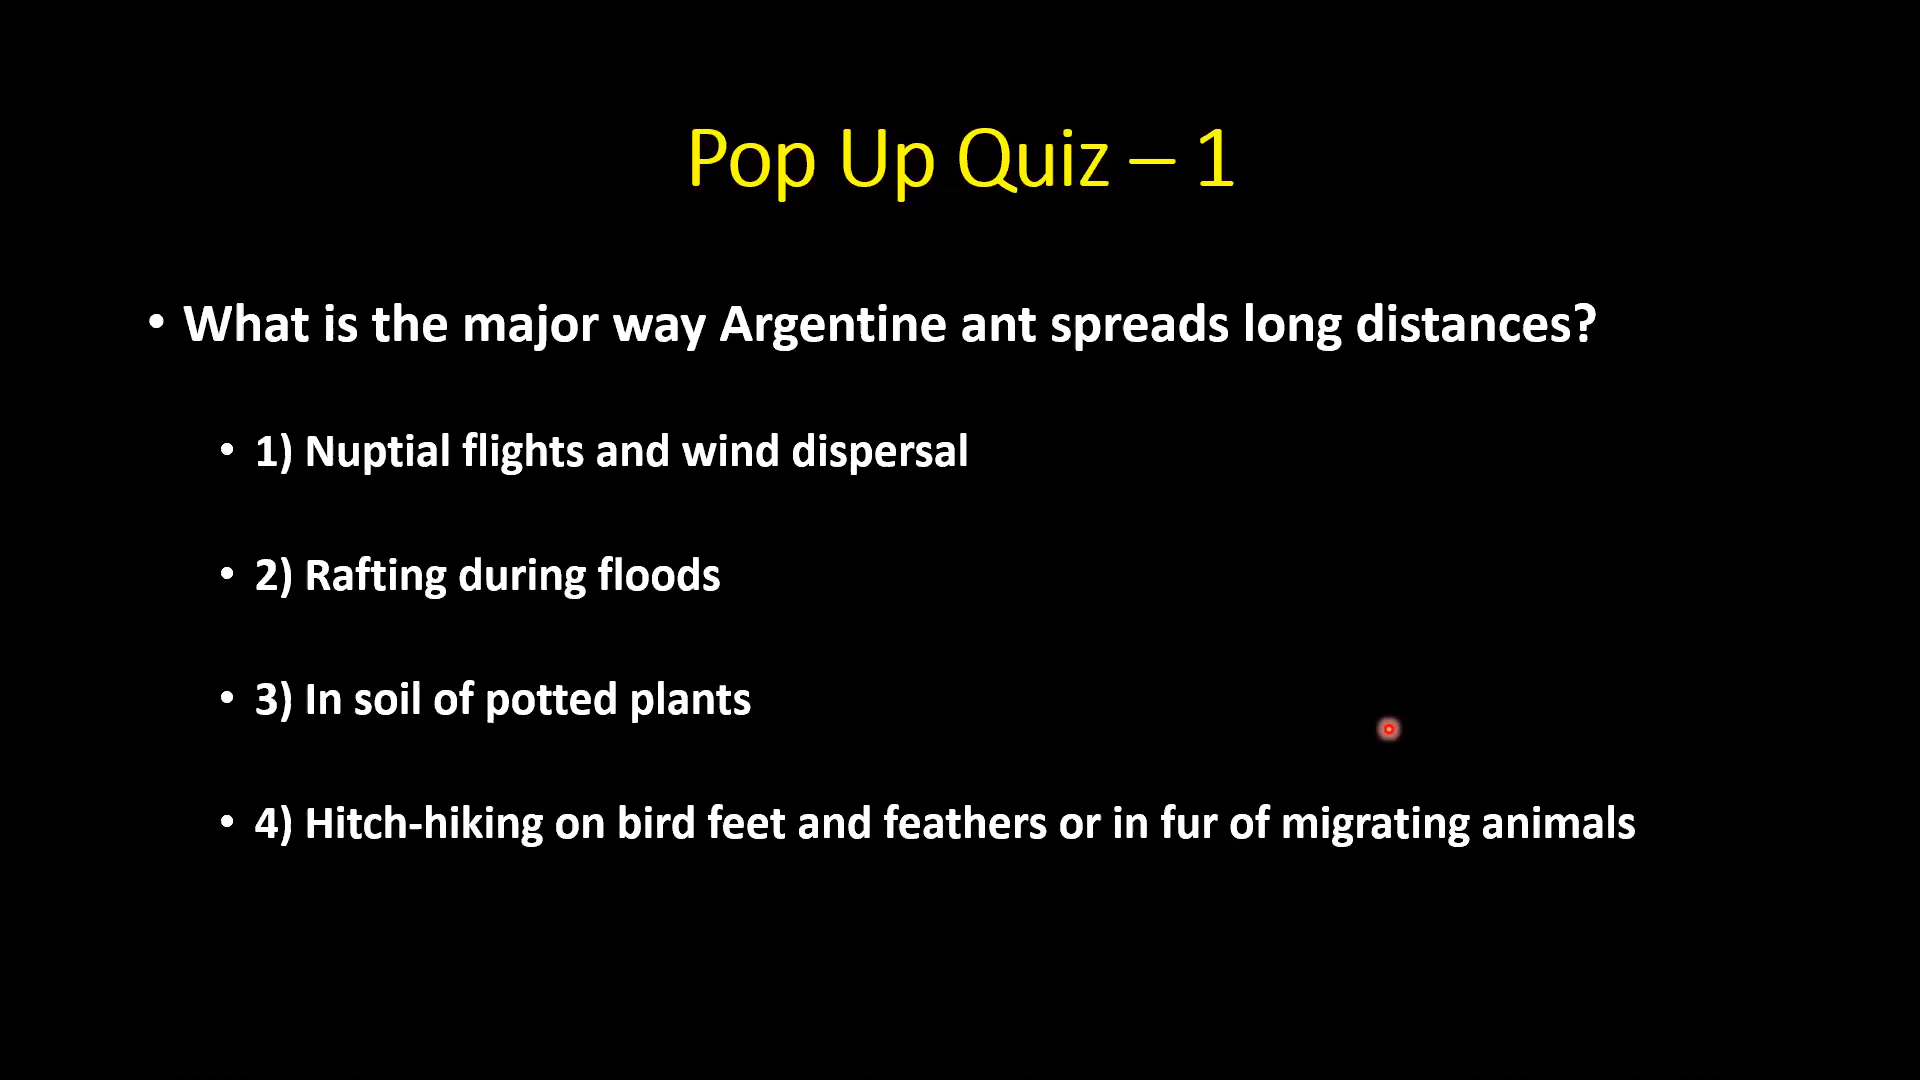 Pop Up Quiz – 1
• What is the major way Argentine ant spreads long distances?
• 1) Nuptial flights and wind dispersal
• 2) Rafting during floods
• 3) In soil of potted plants
• 4) Hitch-hiking on bird feet and feathers or in fur of migrating animals